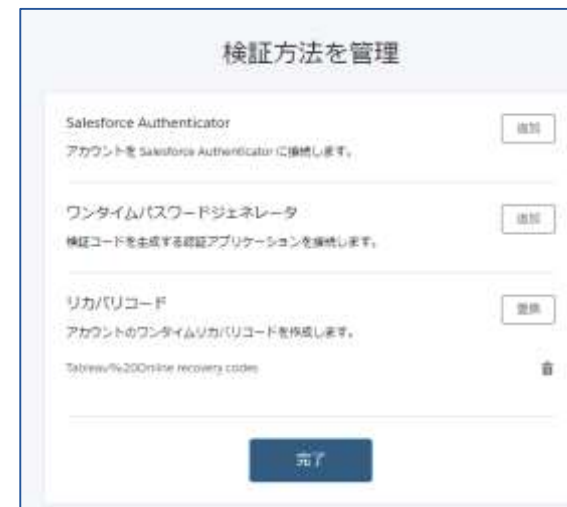 検証方法を管理
Salesforce Authenticator
追加
アカウントを Salesforce Authenticator に接続します。
ワンタイムパスワードジェネレータ
追加
検証コードを生成する認証アプリケーションを接続します。
リカバリコード
置換
アカウントのワンタイムリカバリコードを作成します。
Tableau%20Online recovery codes
完了